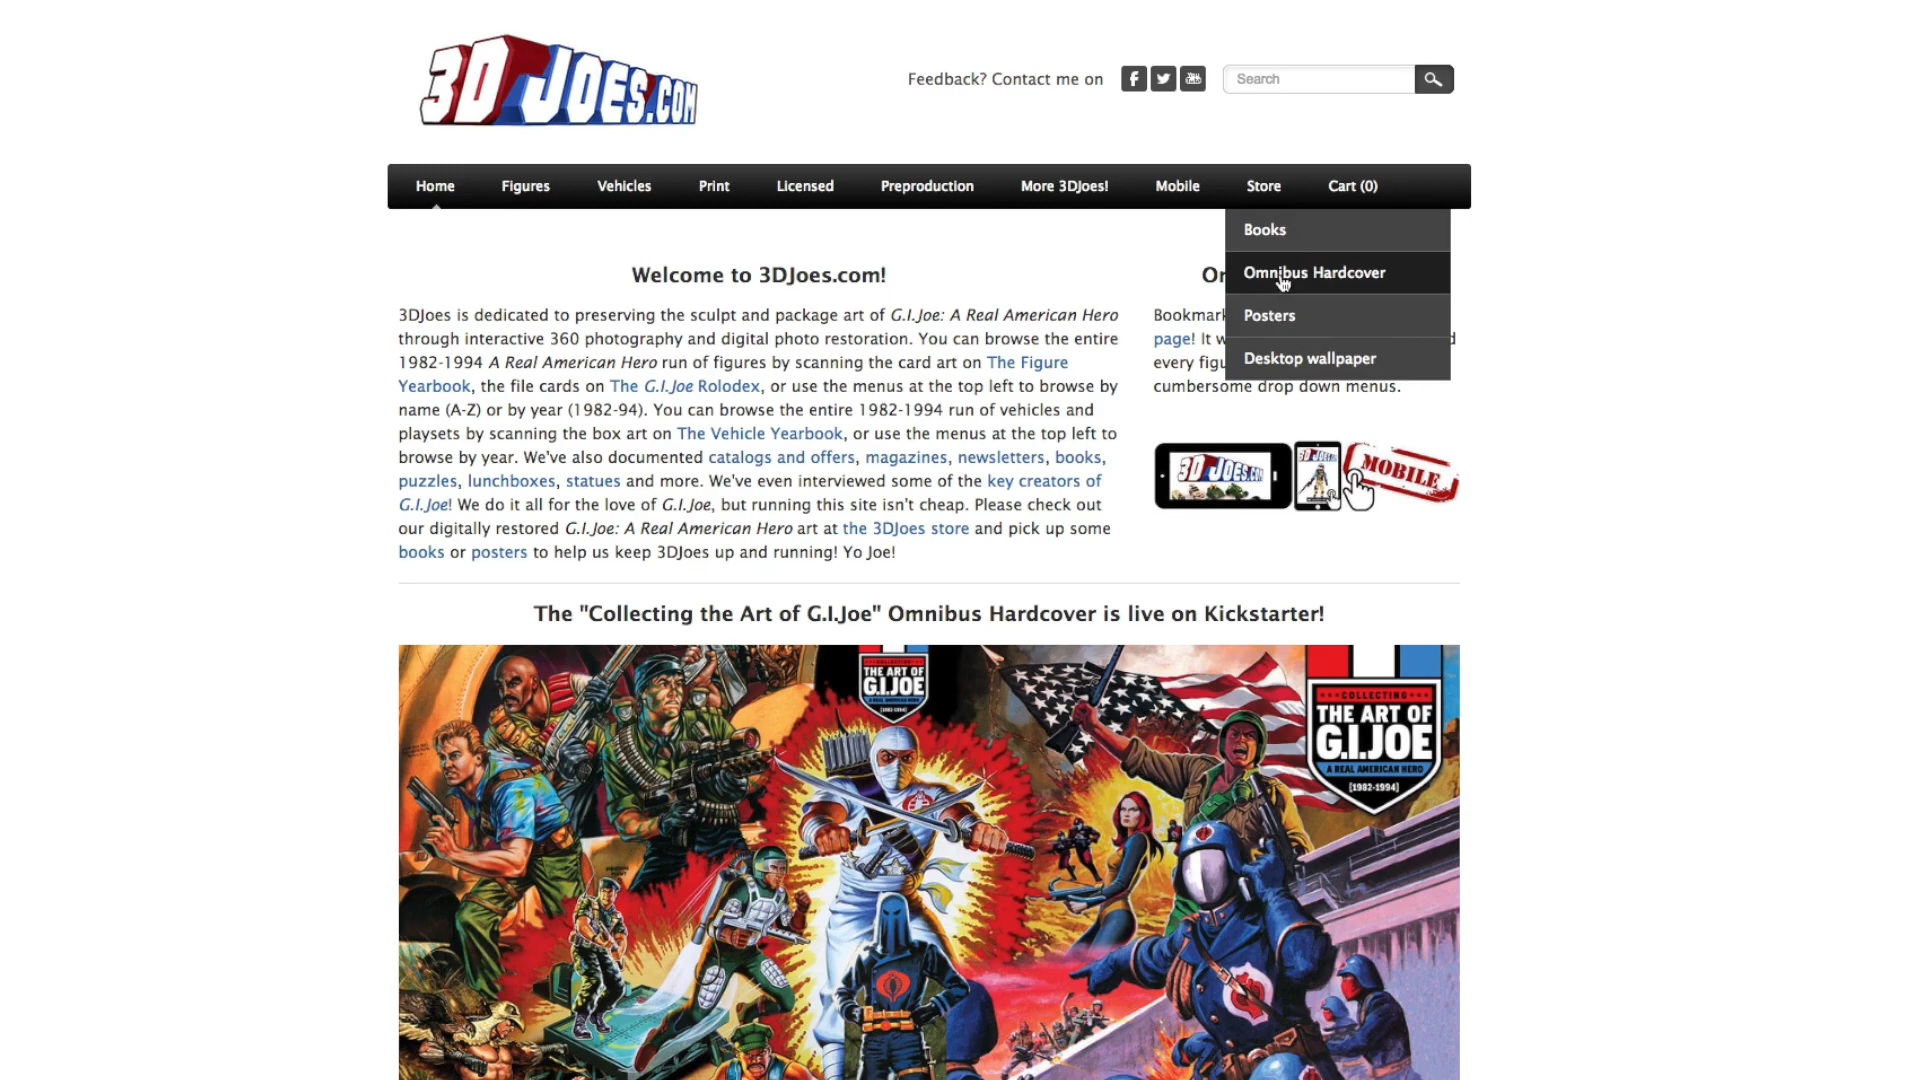 3D JOES.COM
Feedback? Contact me on
Search
Home Figures Vehicles Print Licensed Preproduction More 3DJoes! Mobile Store Cart (0)
Books
Omnibus Hardcover
Posters
Desktop wallpaper
Welcome to 3DJoes.com!
3DJoes is dedicated to preserving the sculpt and package art of G.I.Joe: A Real American Hero
through interactive 360 photography and digital photo restoration. You can browse the entire
1982-1994 A Real American Hero run of figures by scanning the card art on The Figure
Yearbook, the file cards on The G.I.Joe Rolodex, or use the menus at the top left to browse by
name (A-Z) or by year (1982-94). You can browse the entire 1982-1994 run of vehicles and
playsets by scanning the box art on The Vehicle Yearbook, or use the menus at the top left to
browse by year. We've also documented catalogs and offers, magazines, newsletters, books,
puzzles, lunchboxes, statues and more. We've even interviewed some of the key creators of
G.I.Joe! We do it all for the love of G.I.Joe, but running this site isn't cheap. Please check out
our digitally restored G.I.Joe: A Real American Hero art at the 3DJoes store and pick up some
books or posters to help us keep 3DJoes up and running! Yo Joe!
page! It
every
cumbersome drop down menus.
3D JOES.COM
3D JOES.COM
MOBILE
The "Collecting the Art of G.I.Joe" Omnibus Hardcover is live on Kickstarter!
COLLECTING
THE ART OF
G.I.JOE
A REAL AMERICAN HERO
[1982-1994]
COLLECTING
THE ART OF
G.I.JOE
A REAL AMERICAN HERO
[1982-1994]